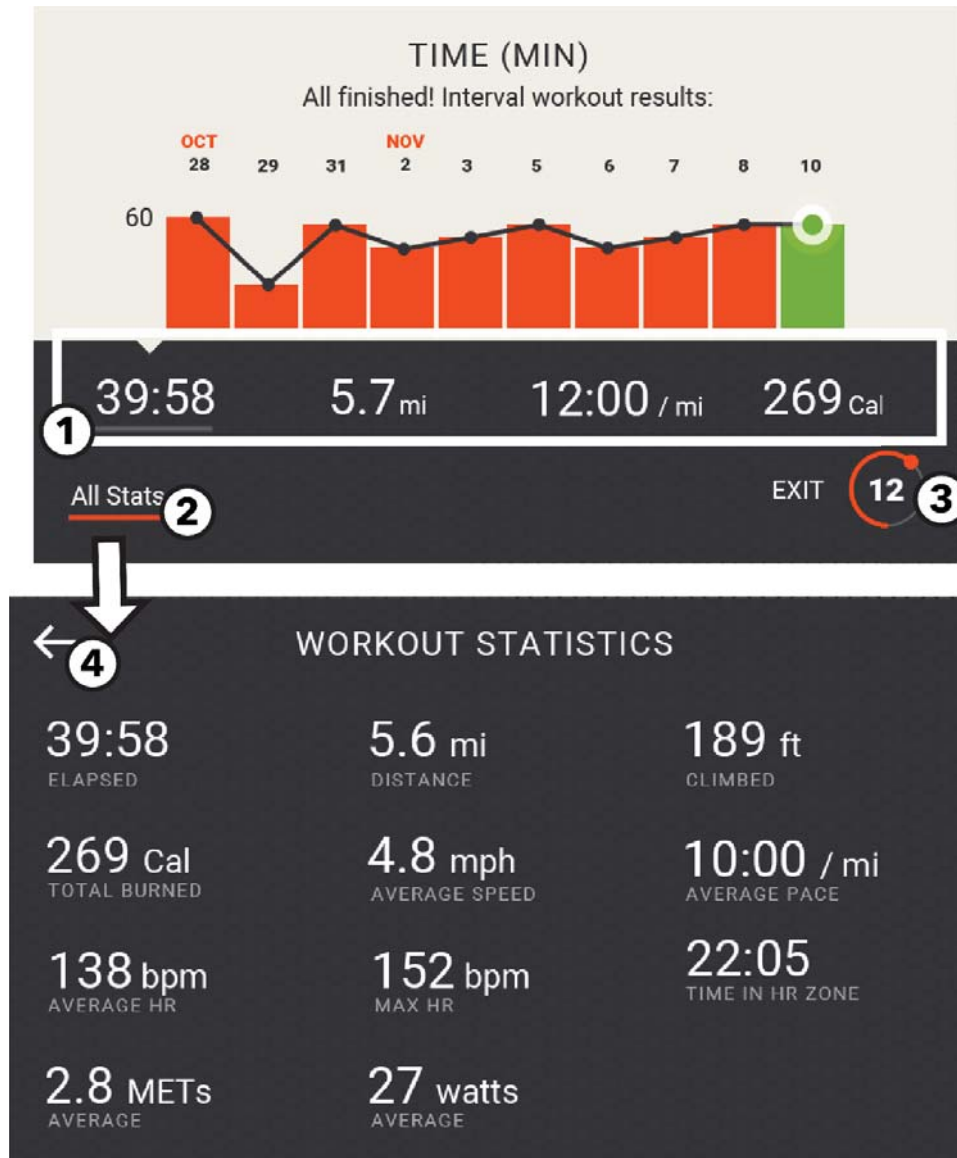 TIME (MIN)
All finished! Interval workout results:
OCT NOV
28 29 31 2 3 5 6 7 8 10
60
39:58 5.7 mi 12:00 / mi 269 Cal
1
All Stats 2 EXIT 12 3
4 WORKOUT STATISTICS
39:58 5.6 mi 189 ft
ELAPSED DISTANCE CLIMBED
269 Cal 4.8 mph 10:00 / mi
TOTAL BURNED AVERAGE SPEED AVERAGE PACE
138 bpm 152 bpm 22:05
AVERAGE HR MAX HR TIME IN HR ZONE
2.8 METs 27 watts
AVERAGE AVERAGE